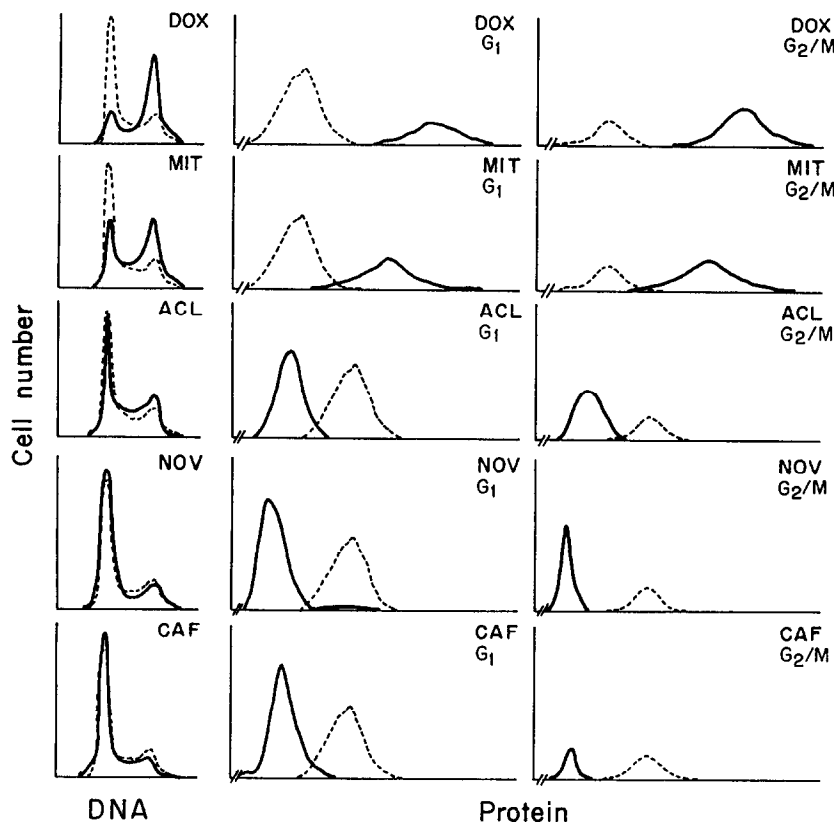 DOX
DOX
G1
DOX
G2/M
MIT
MIT
G1
MIT
G2/M
ACL
ACL
G1
ACL
G2/M
NOV
NOV
G1
NOV
G2/M
CAF
CAF
G1
CAF
G2/M
Cell number
DNA
Protein